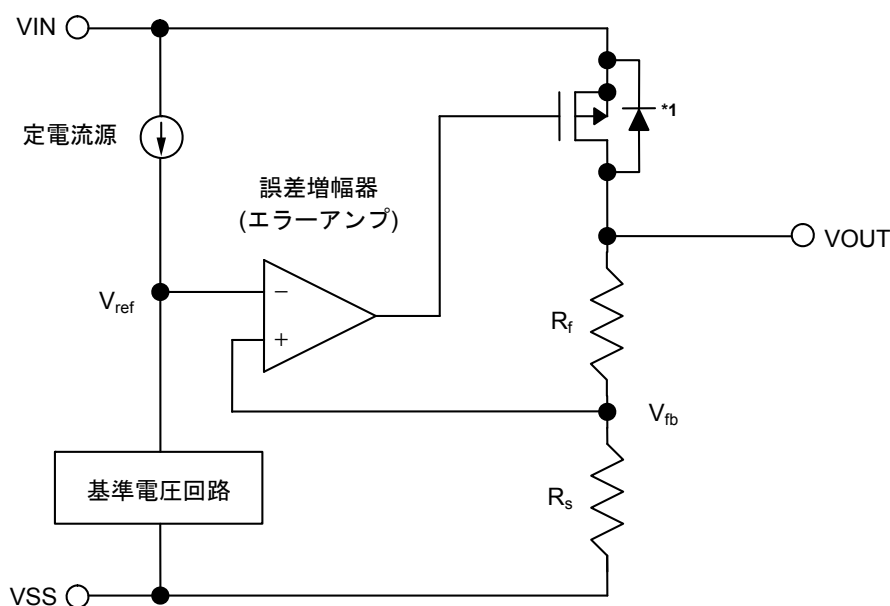 VIN
*1
定電流源
誤差増幅器
(エラーアンプ)
VOUT
Vref
−
+
Rf
Vfb
基準電圧回路
Rs
VSS